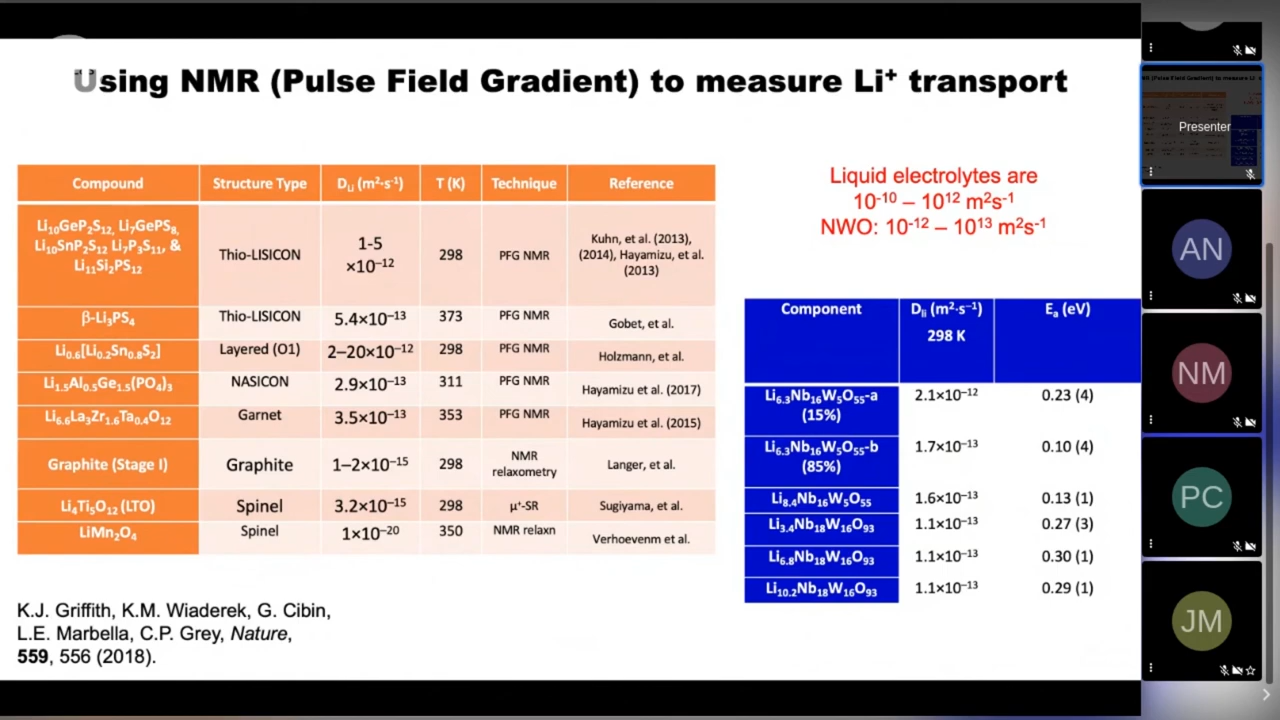 Using NMR (Pulse Field Gradient) to measure Li⁺ transport
Compound Structure Type D_Li (m²·s⁻¹) T (K) Technique Reference
Li₁₀GeP₂S₁₂, Li₇GePS₈,
Li₁₀SnP₂S₁₂ Li₇P₃S₁₁, &
Li₁₁Si₂PS₁₂
Thio-LISICON
1-5
×10⁻¹²
298
PFG NMR
Kuhn, et al. (2013),
(2014), Hayamizu, et al.
(2013)
β-Li₃PS₄ Thio-LISICON 5.4×10⁻¹³ 373 PFG NMR Gobet, et al.
Li₀.₆[Li₀.₂Sn₀.₈S₂] Layered (O1) 2–20×10⁻¹² 298 PFG NMR Holzmann, et al.
Li₁.₅Al₀.₅Ge₁.₅(PO₄)₃ NASICON 2.9×10⁻¹³ 311 PFG NMR Hayamizu et al. (2017)
Li₆.₆La₃Zr₁.₆Ta₀.₄O₁₂ Garnet 3.5×10⁻¹³ 353 PFG NMR Hayamizu et al. (2015)
Graphite (Stage I) Graphite 1–2×10⁻¹⁵ 298 NMR
relaxometry
Langer, et al.
Li₄Ti₅O₁₂ (LTO) Spinel 3.2×10⁻¹⁵ 298 μ⁺-SR Sugiyama, et al.
LiMn₂O₄ Spinel 1×10⁻²⁰ 350 NMR relaxn Verhoevenm et al.
K.J. Griffith, K.M. Wiaderek, G. Cibin,
L.E. Marbella, C.P. Grey, Nature,
559, 556 (2018).
Liquid electrolytes are
10⁻¹⁰ – 10¹² m²s⁻¹
NWO: 10⁻¹² – 10¹³ m²s⁻¹
Component D_li (m²·s⁻¹) E_a (eV)
298 K
Li₆.₃Nb₁₆W₅O₅₅-a 2.1×10⁻¹² 0.23 (4)
(15%)
Li₆.₃Nb₁₆W₅O₅₅-b 1.7×10⁻¹³ 0.10 (4)
(85%)
Li₈.₄Nb₁₆W₅O₅₅ 1.6×10⁻¹³ 0.13 (1)
Li₃.₄Nb₁₈W₁₆O₉₃ 1.1×10⁻¹³ 0.27 (3)
Li₆.₈Nb₁₈W₁₆O₉₃ 1.1×10⁻¹³ 0.30 (1)
Li₁₀.₂Nb₁₈W₁₆O₉₃ 1.1×10⁻¹³ 0.29 (1)
Presenter
AN
NM
PC
JM